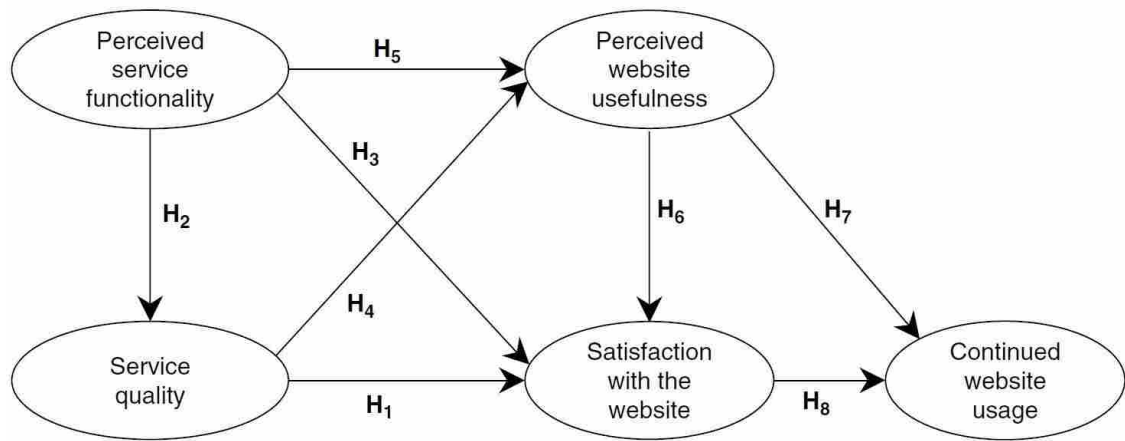 Perceived
service
functionality
H5
Perceived
website
usefulness
H3
H2
H6
H7
H4
Service
quality
H1
Satisfaction
with the
website
H8
Continued
website
usage